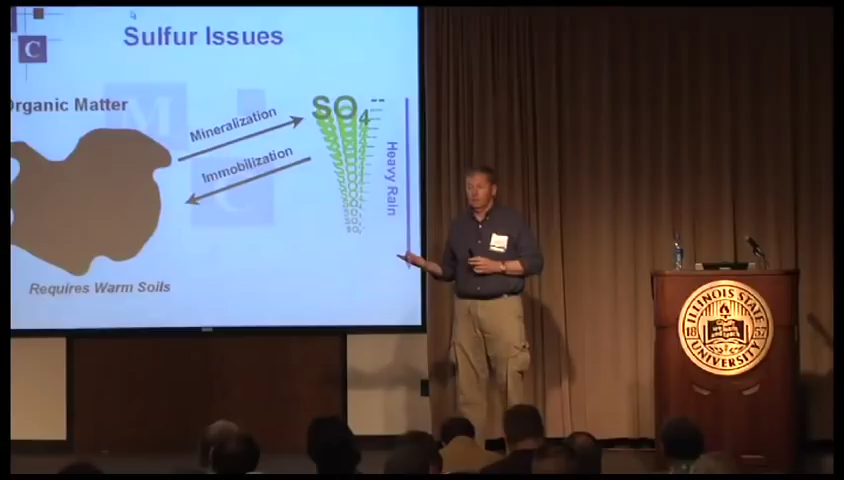 Sulfur Issues
C
Organic Matter
M
SO4--
Mineralization
Immobilization
C
Heavy Rain
Requires Warm Soils
ILLINOIS STATE
18 57
UNIVERSITY